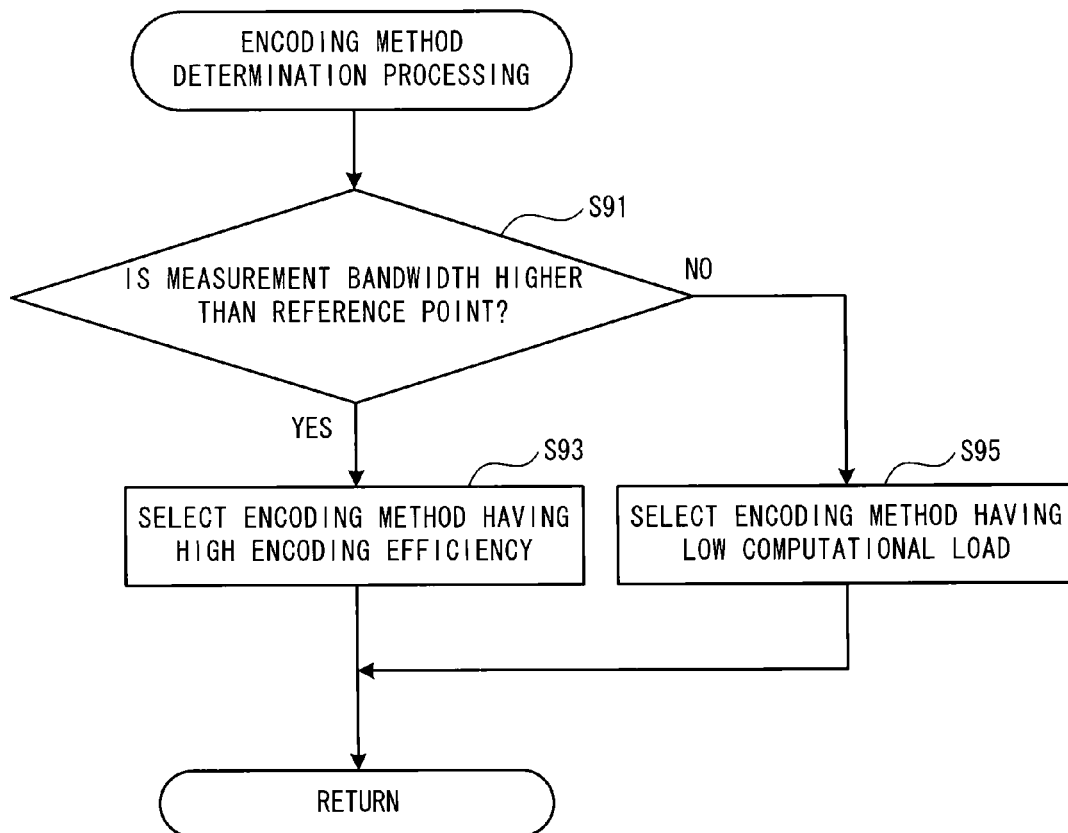 ENCODING METHOD
DETERMINATION PROCESSING
S91
IS MEASUREMENT BANDWIDTH HIGHER
THAN REFERENCE POINT?
NO
YES
S93
SELECT ENCODING METHOD HAVING
HIGH ENCODING EFFICIENCY
S95
SELECT ENCODING METHOD HAVING
LOW COMPUTATIONAL LOAD
RETURN